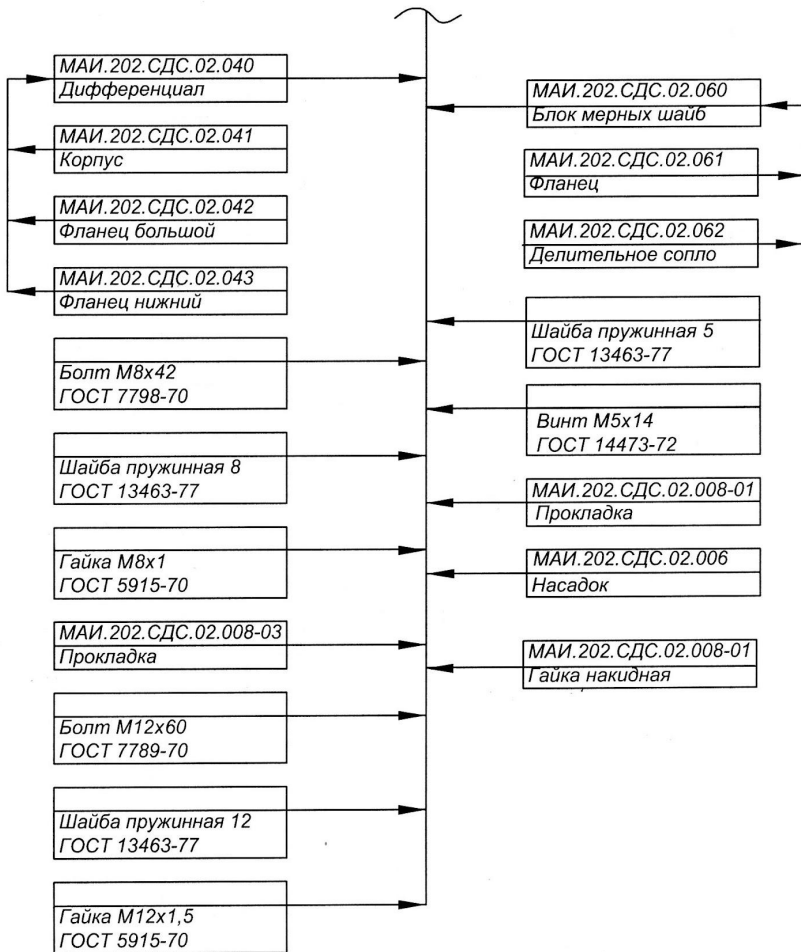 МАИ.202.СДС.02.040
Дифференциал
МАИ.202.СДС.02.041
Корпус
МАИ.202.СДС.02.042
Фланец большой
МАИ.202.СДС.02.043
Фланец нижний
Болт М8х42
ГОСТ 7798-70
Шайба пружинная 8
ГОСТ 13463-77
Гайка М8х1
ГОСТ 5915-70
МАИ.202.СДС.02.008-03
Прокладка
Болт М12х60
ГОСТ 7789-70
Шайба пружинная 12
ГОСТ 13463-77
Гайка М12х1,5
ГОСТ 5915-70
МАИ.202.СДС.02.060
Блок мерных шайб
МАИ.202.СДС.02.061
Фланец
МАИ.202.СДС.02.062
Делительное сопло
Шайба пружинная 5
ГОСТ 13463-77
Винт М5х14
ГОСТ 14473-72
МАИ.202.СДС.02.008-01
Прокладка
МАИ.202.СДС.02.006
Насадок
МАИ.202.СДС.02.008-01
Гайка накидная